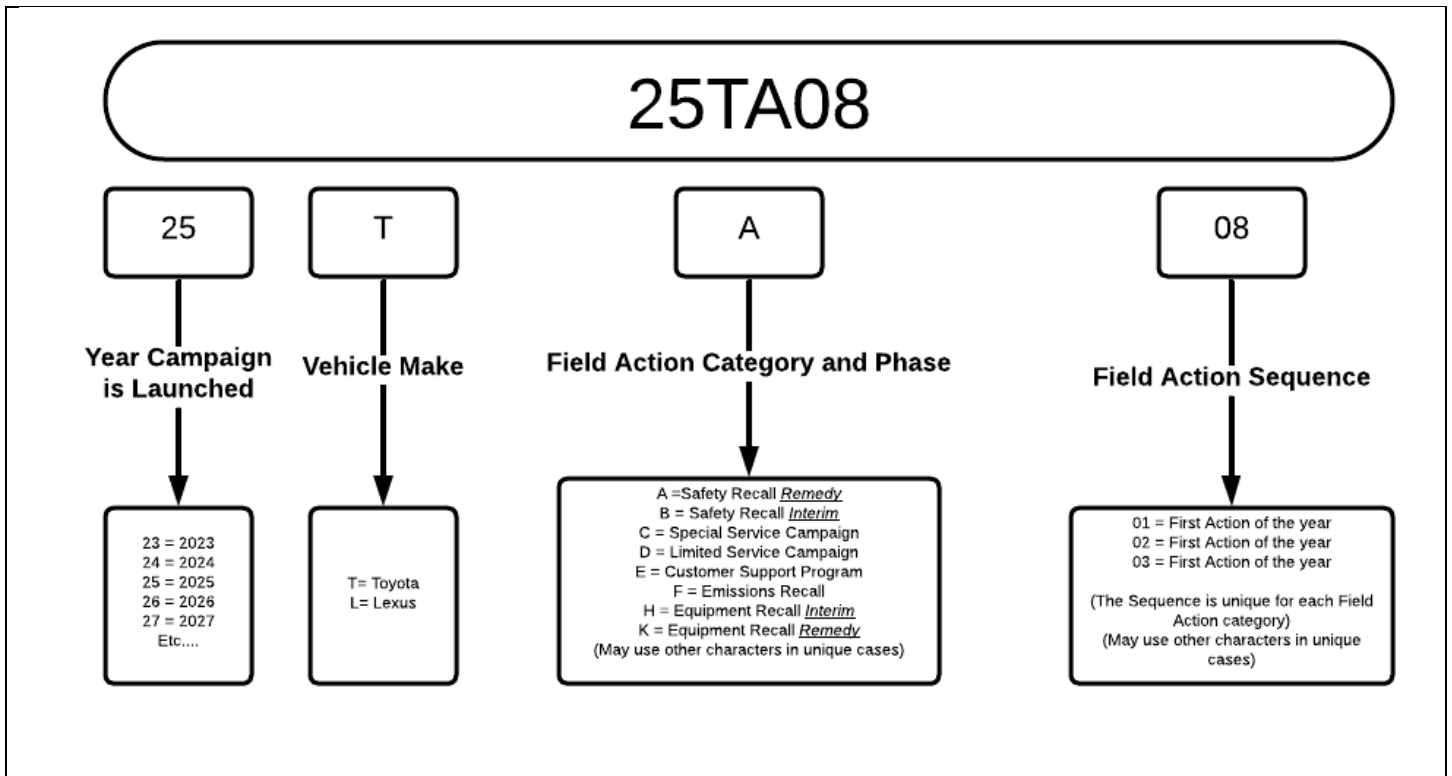 25TA08
25
T
A
08
Year Campaign
is Launched
Vehicle Make
Field Action Category and Phase
Field Action Sequence
23 = 2023
24 = 2024
25 = 2025
26 = 2026
27 = 2027
Etc....
T= Toyota
L= Lexus
A =Safety Recall Remedy
B = Safety Recall Interim
C = Special Service Campaign
D = Limited Service Campaign
E = Customer Support Program
F = Emissions Recall
H = Equipment Recall Interim
K = Equipment Recall Remedy
(May use other characters in unique cases)
01 = First Action of the year
02 = First Action of the year
03 = First Action of the year
(The Sequence is unique for each Field
Action category)
(May use other characters in unique
cases)